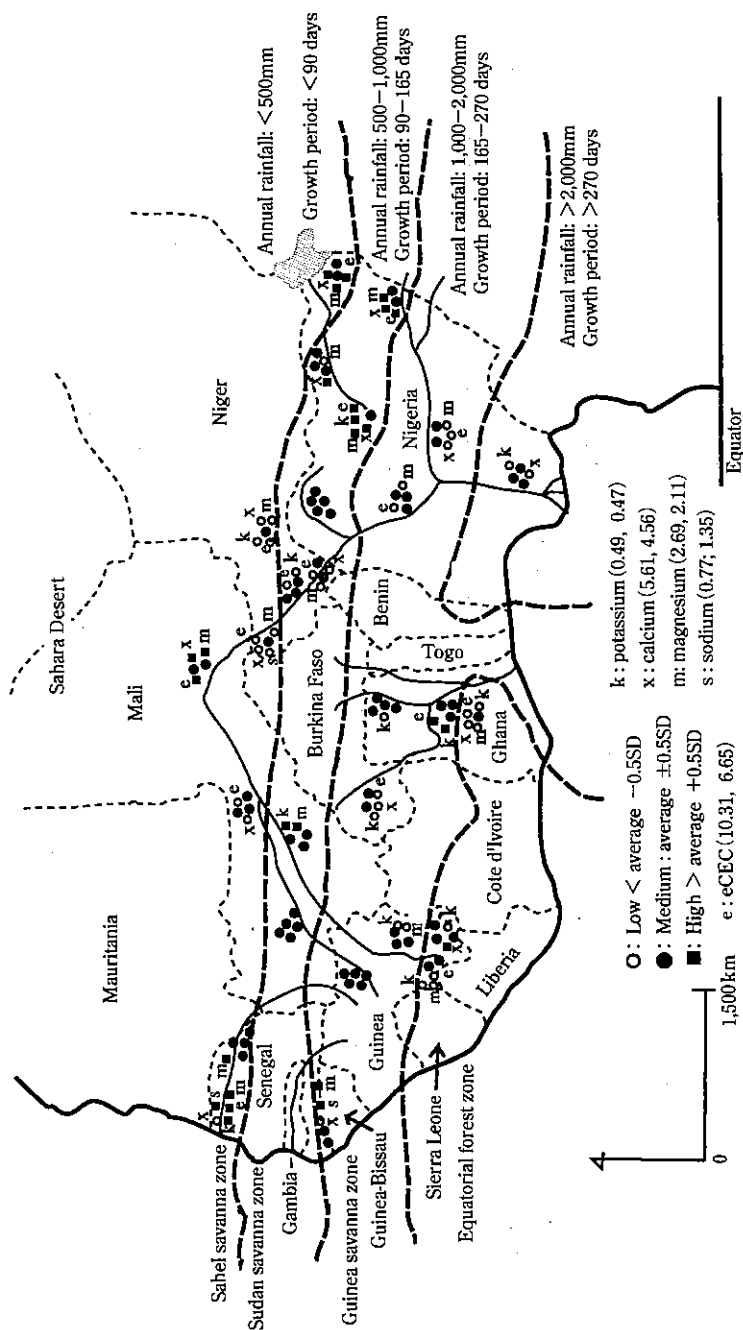 Sahara Desert
Mauritania
Mali
Niger
Annual rainfall: <500mm
Growth period: <90 days
Sahel savanna zone
x s m
k e m
Senegal
Sudan savanna zone
Gambia
x e
k m
e x m
e
x s m
k x e m
e k
m e x
Burkina Faso
x m
m k e x
m x e
Annual rainfall: 500-1,000mm
Growth period: 90-165 days
x m e
Guinea savanna zone
x s m
Guinea-Bissau
Guinea
k e x
k
Benin
Togo
e m
Nigeria
x e m
Annual rainfall: 1,000-2,000mm
Growth period: 165-270 days
k m
k m e
x k
Sierra Leone
Equatorial forest zone
Liberia
Cote d'Ivoire
e k
x e m k
Ghana
k x
Annual rainfall: >2,000mm
Growth period: >270 days
Equator
0 1,500km
○: Low < average −0.5SD
●: Medium : average ±0.5SD
■: High > average +0.5SD
e : eCEC (10.31, 6.65)
k : potassium (0.49, 0.47)
x : calcium (5.61, 4.56)
m: magnesium (2.69, 2.11)
s : sodium (0.77; 1.35)